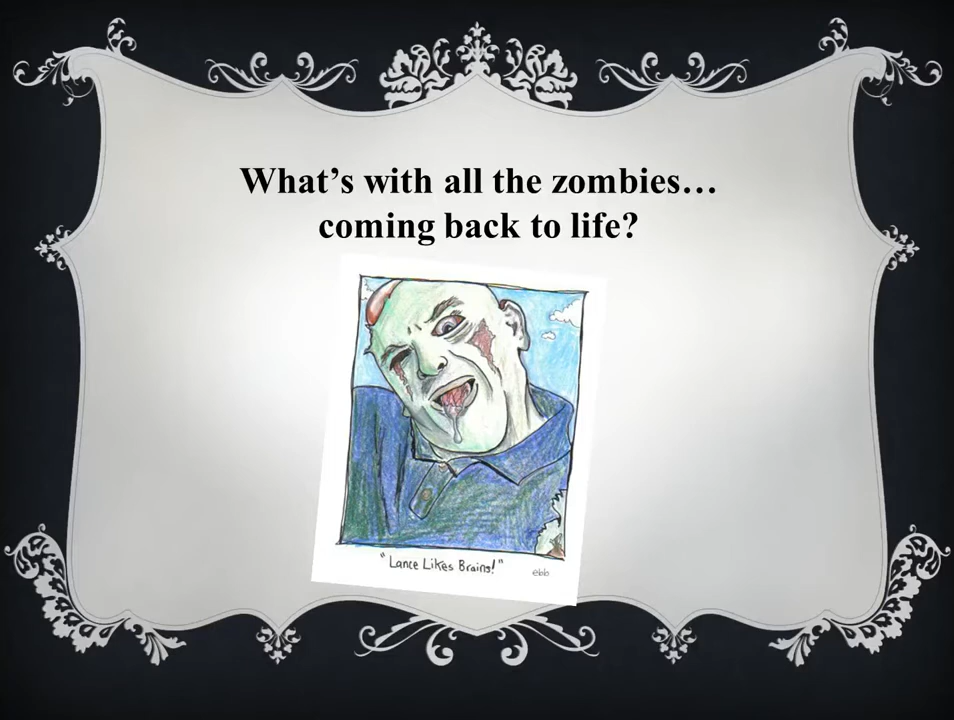 What’s with all the zombies…
coming back to life?
"Lance Likes Brains!"
ebb